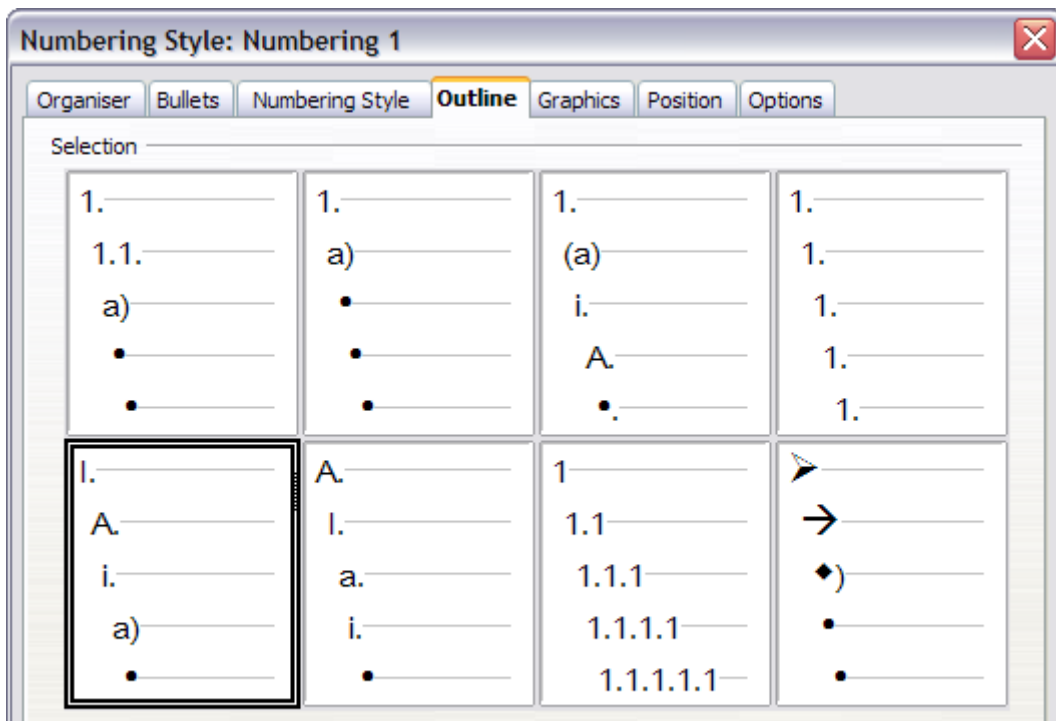 Numbering Style: Numbering 1
Organiser Bullets Numbering Style Outline Graphics Position Options
Selection
1.
1.1.
a)
•
•
1.
a)
•
•
•
1.
(a)
i.
A.
•.
1.
1.
1.
1.
1.
I.
A.
i.
a)
•
A.
I.
a.
i.
•
1
1.1
1.1.1
1.1.1.1
1.1.1.1.1
➢
→
◆)
•
•